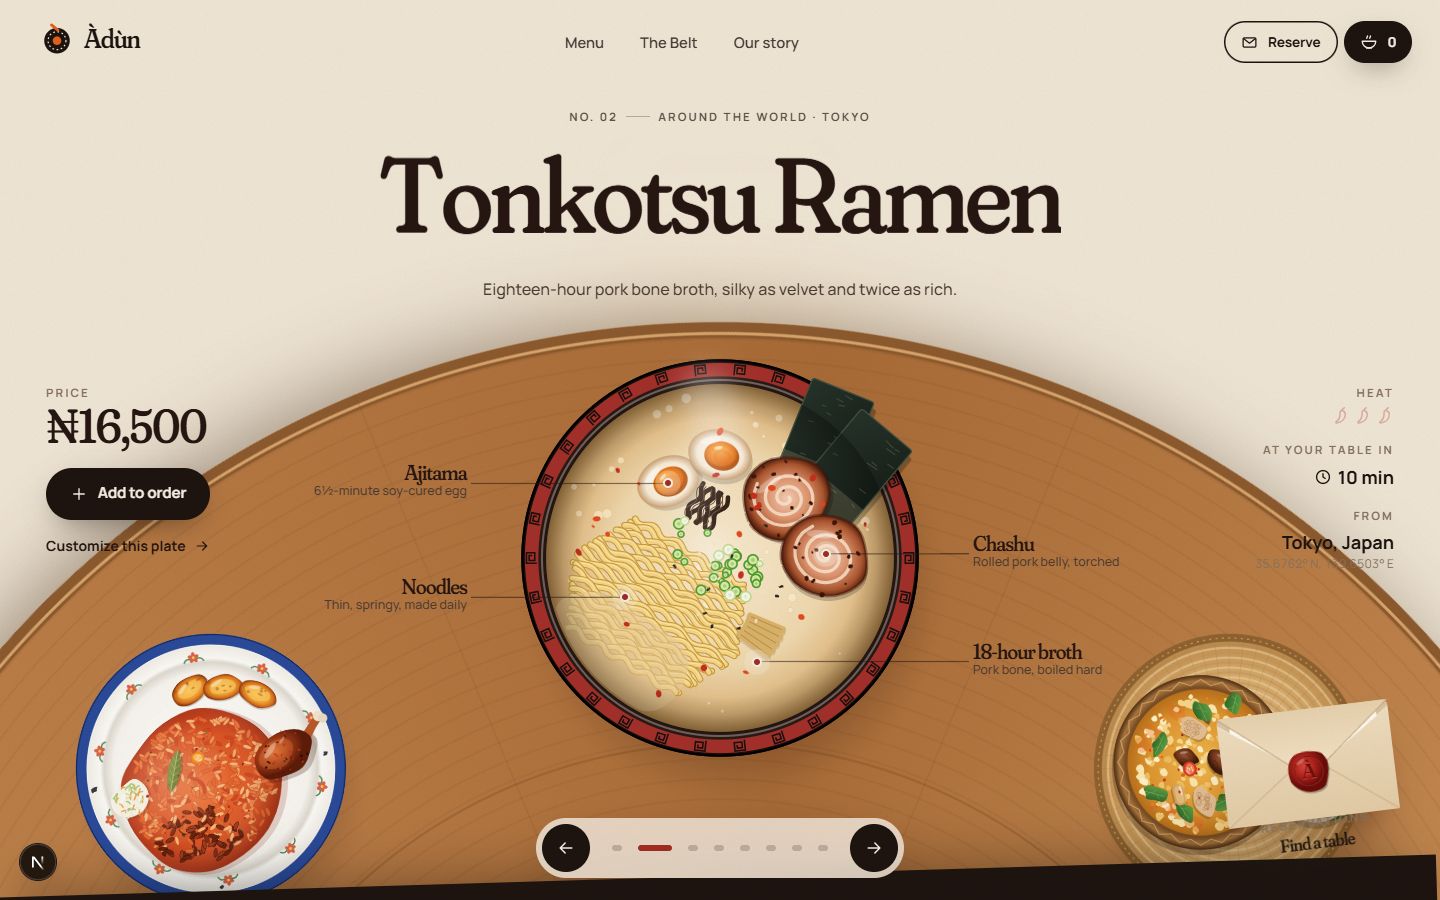 Àdùn
Menu
The Belt
Our story
Reserve
0
NO. 02 — AROUND THE WORLD · TOKYO
Tonkotsu Ramen
Eighteen-hour pork bone broth, silky as velvet and twice as rich.
PRICE
₦16,500
Add to order
Customize this plate →
HEAT
AT YOUR TABLE IN
10 min
FROM
Tokyo, Japan
35.6762° N,
Ajitama
6½-minute soy-cured egg
Noodles
Thin, springy, made daily
Chashu
Rolled pork belly, torched
18-hour broth
Pork bone, boiled hard
À
Find a table
N